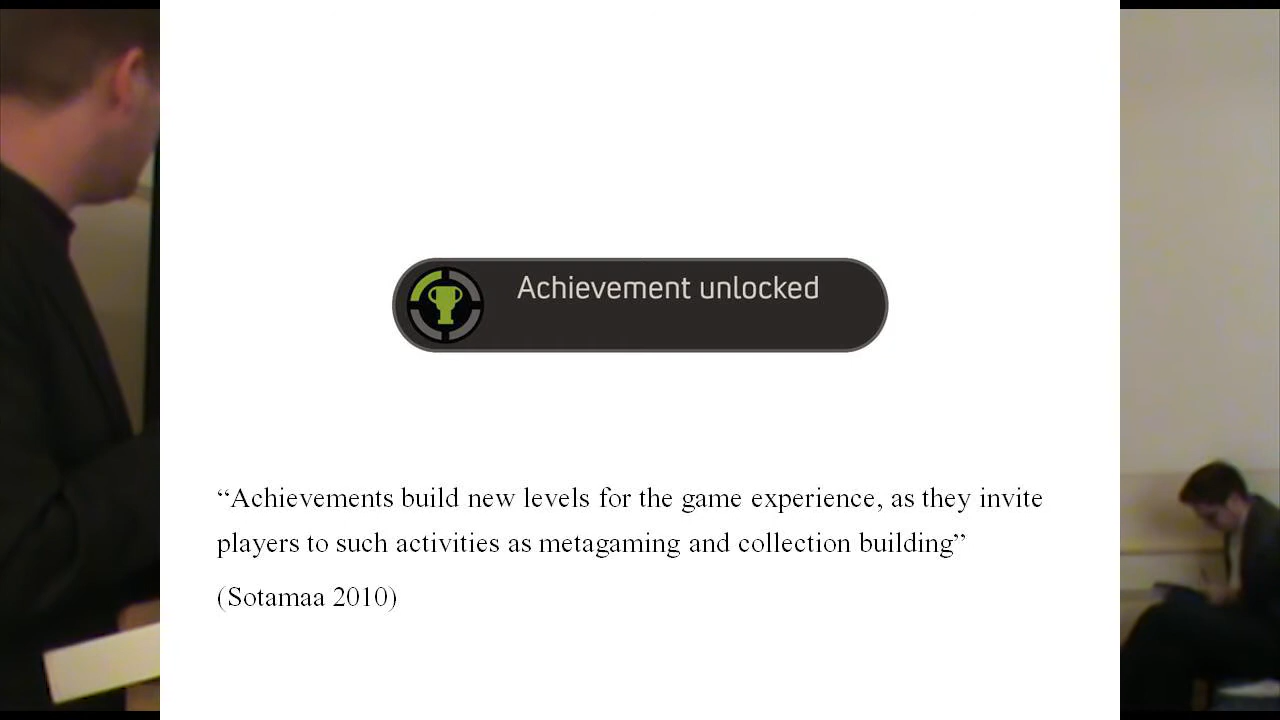 Achievement unlocked
“Achievements build new levels for the game experience, as they invite
players to such activities as metagaming and collection building”
(Sotamaa 2010)